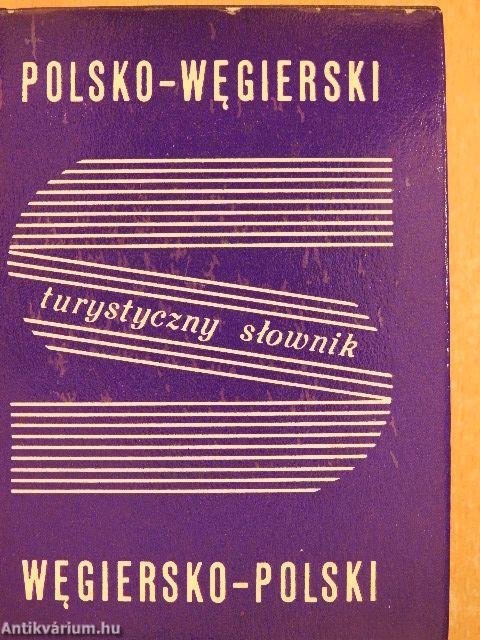 POLSKO-WĘGIERSKI
turystyczny słownik
WĘGIERSKO-POLSKI
Antikvárium.hu